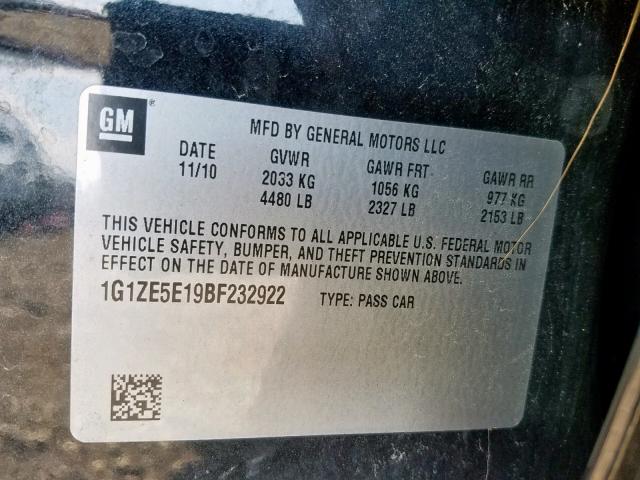 GM
MFD BY GENERAL MOTORS LLC
DATE GVWR GAWR FRT GAWR RR
11/10 2033 KG 1056 KG 977 KG
4480 LB 2327 LB 2153 LB
THIS VEHICLE CONFORMS TO ALL APPLICABLE U.S. FEDERAL MOTOR
VEHICLE SAFETY, BUMPER, AND THEFT PREVENTION STANDARDS IN
EFFECT ON THE DATE OF MANUFACTURE SHOWN ABOVE.
1G1ZE5E19BF232922 TYPE: PASS CAR